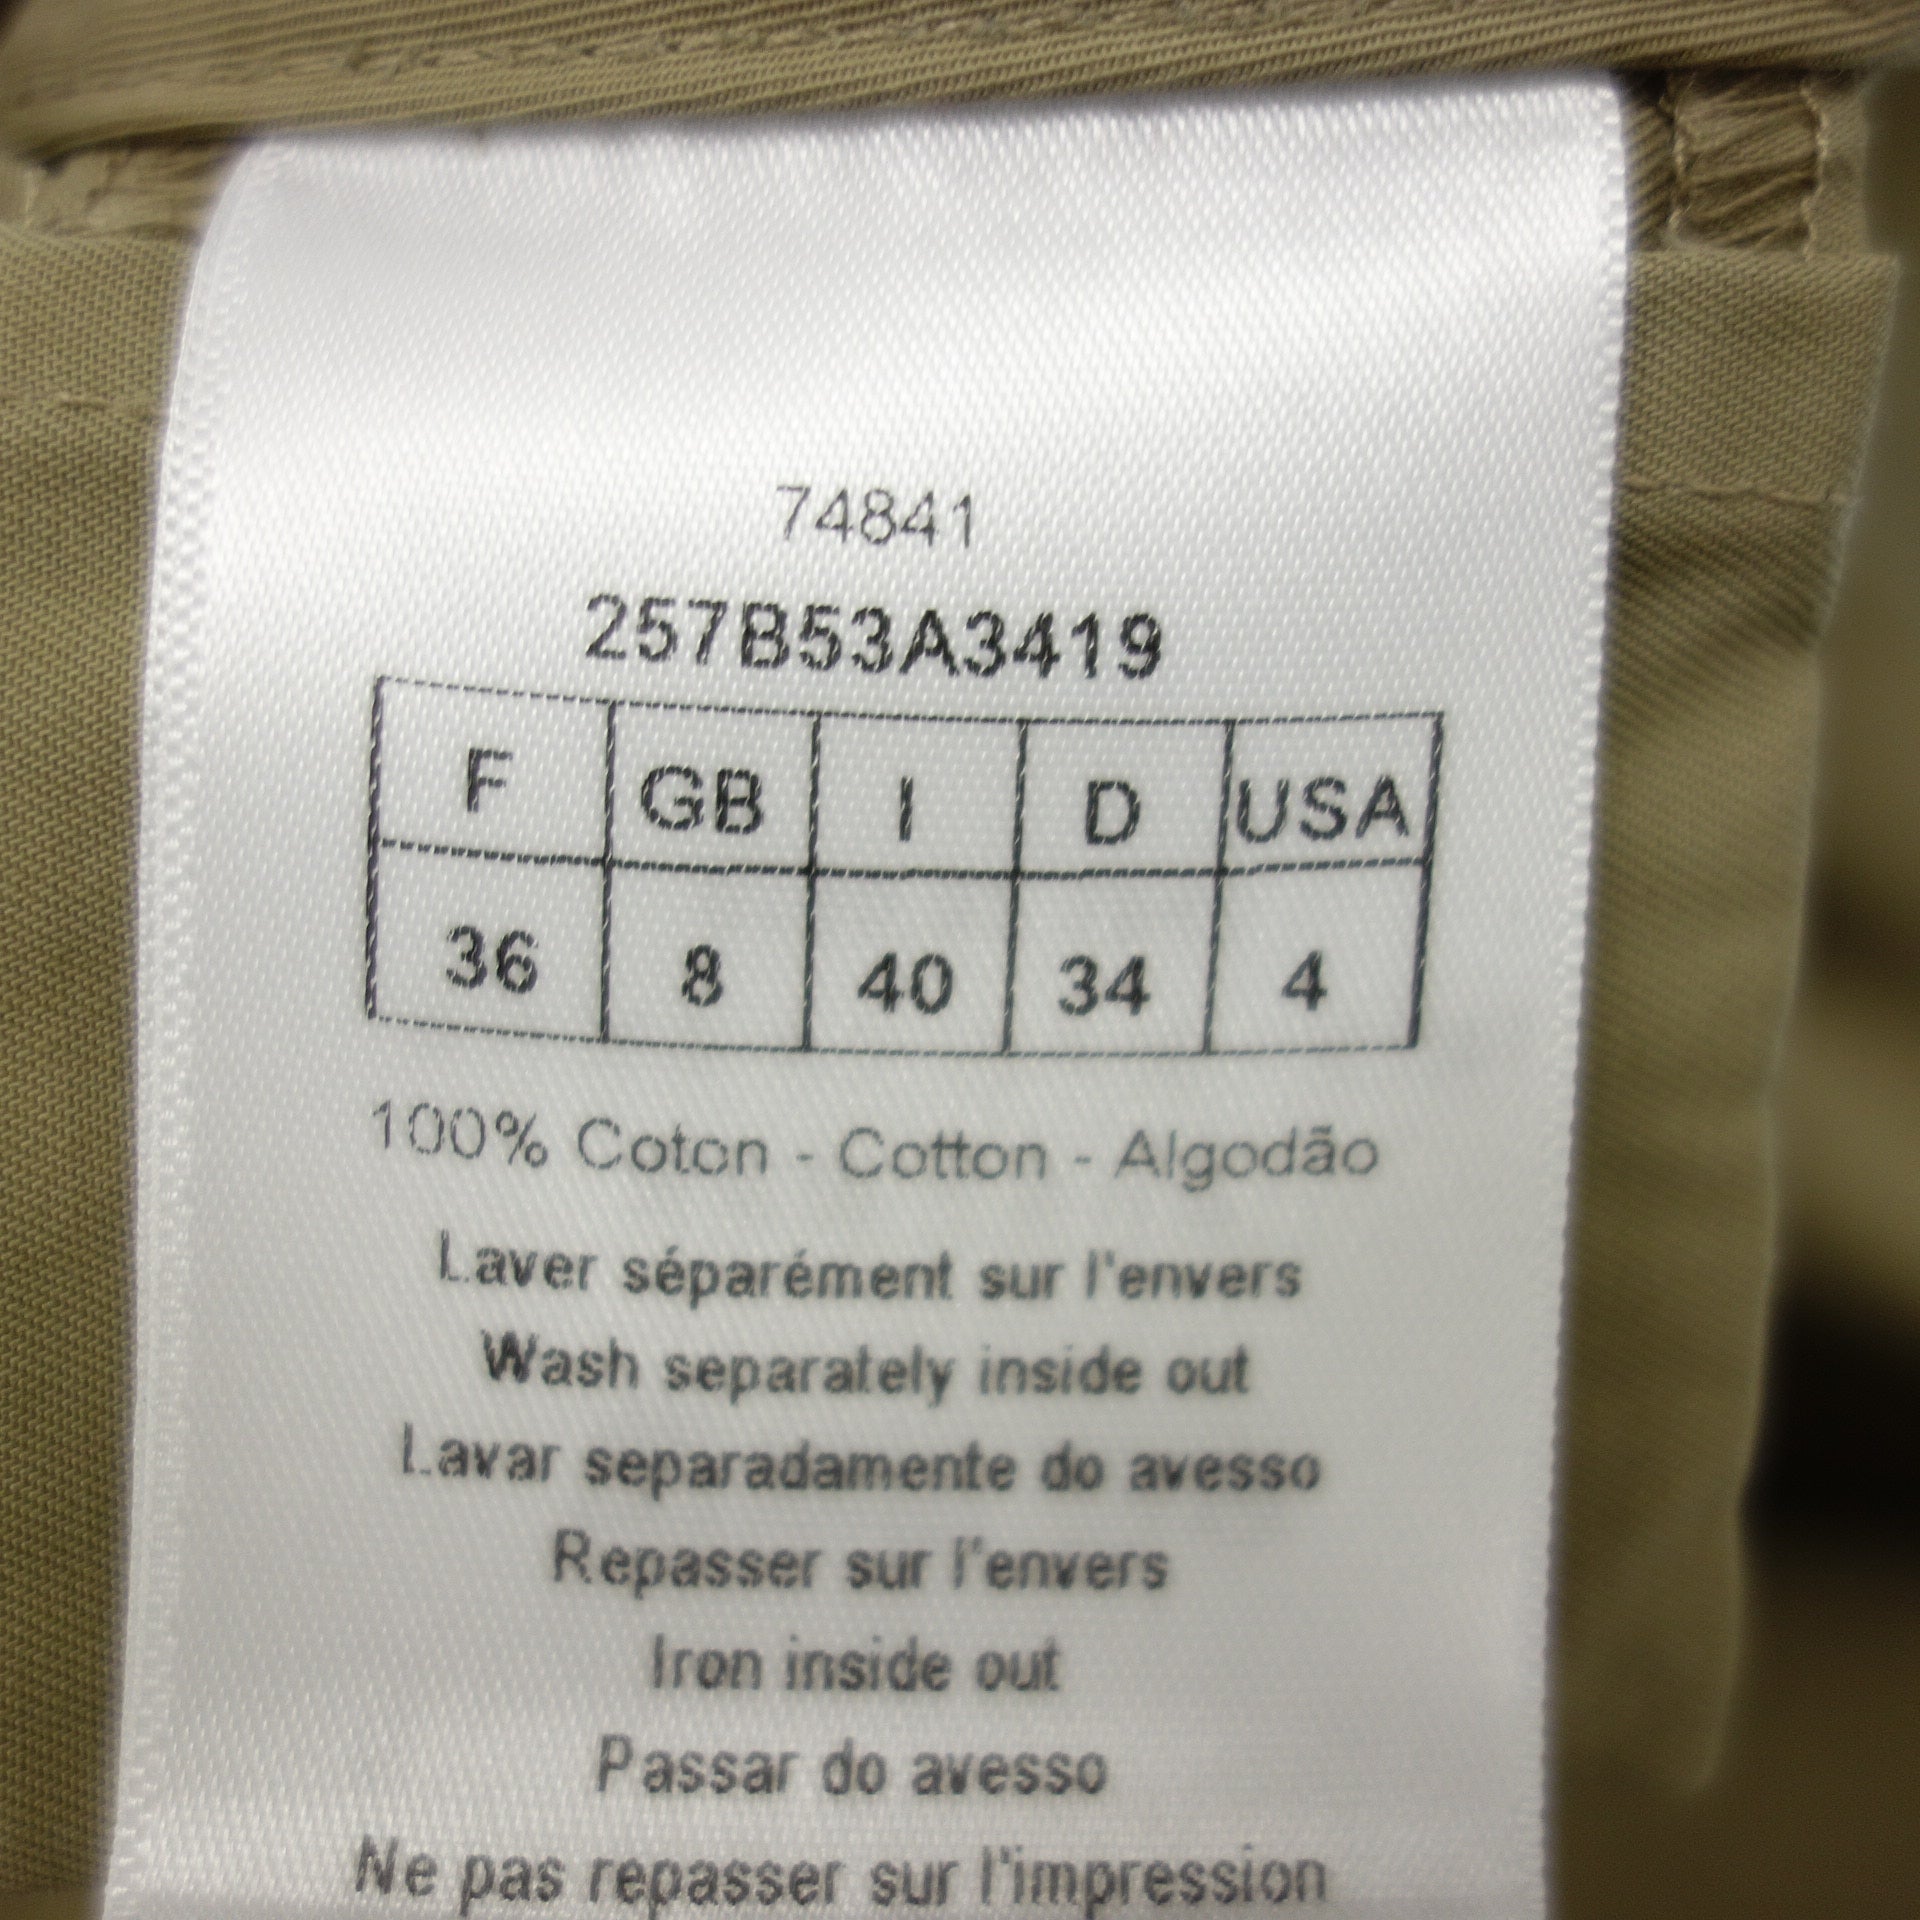 74841
257B53A3419
F GB I D USA
36 8 40 34 4
100% Coton - Cotton - Algodão
Laver séparément sur l'envers
Wash separately inside out
Lavar separadamente do avesso
Repasser sur l'envers
Iron inside out
Passar do avesso
Ne pas repasser sur l'impression